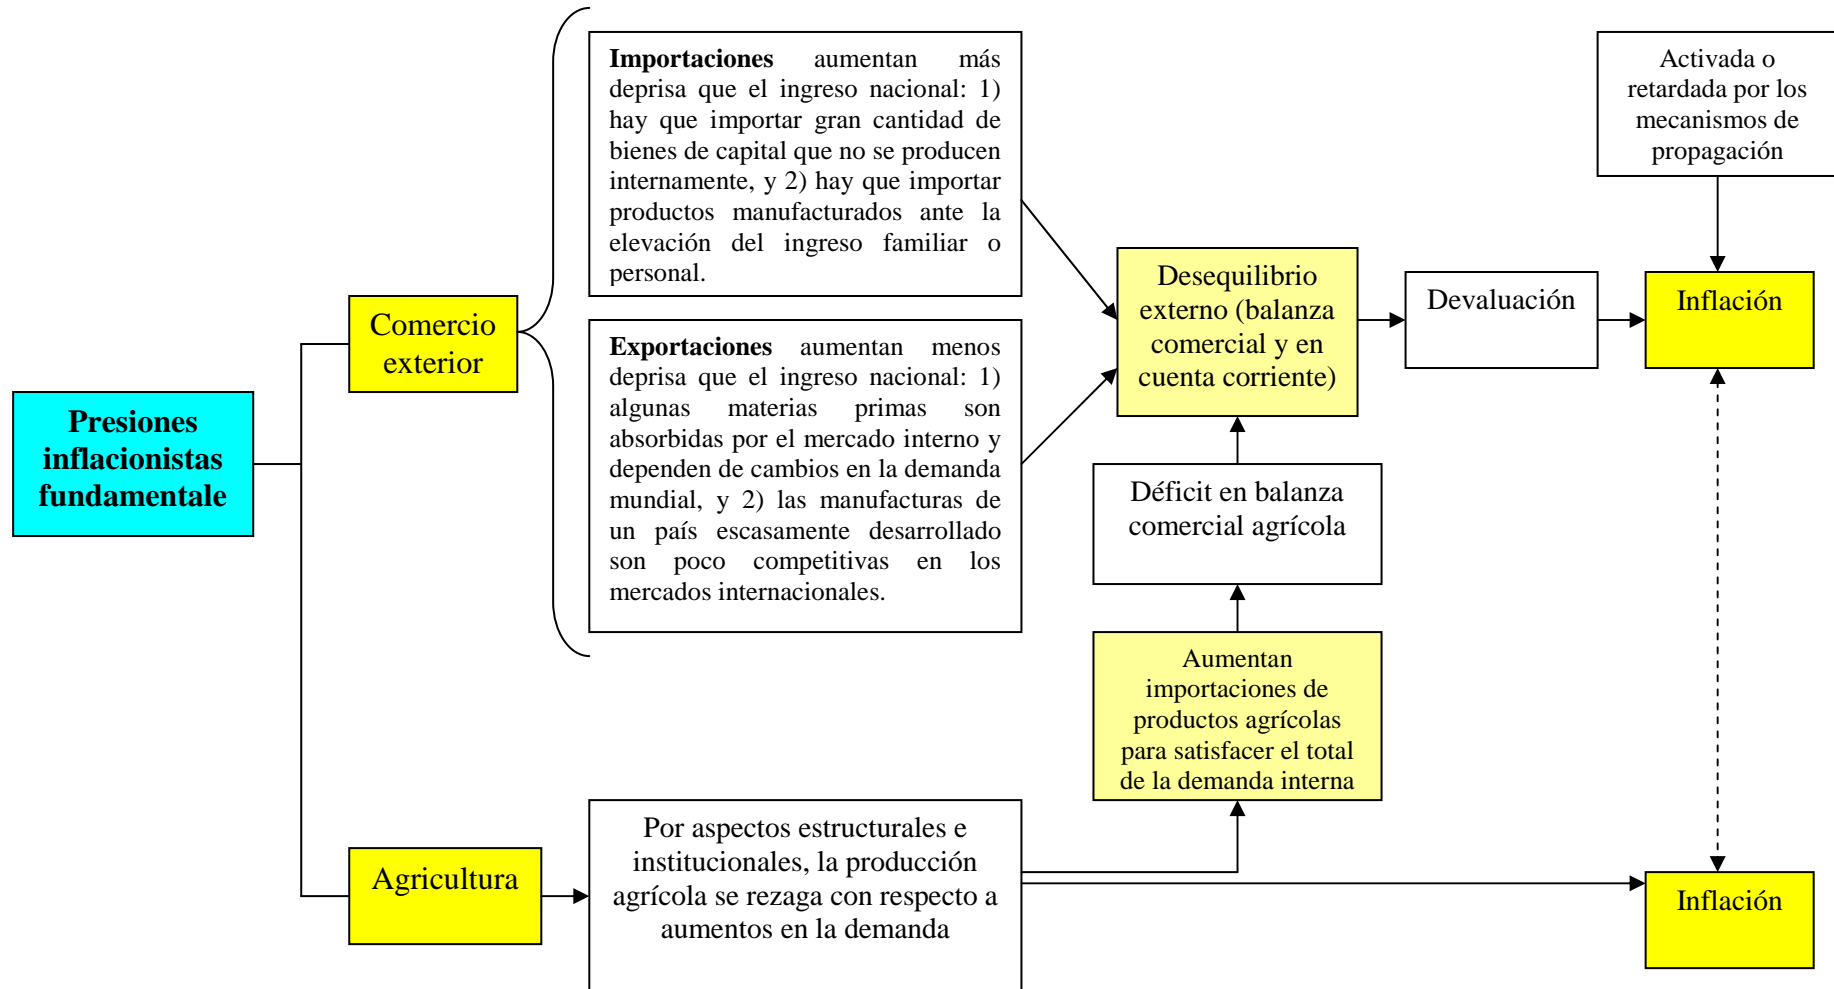 Presiones
inflacionistas
fundamentale
Comercio
exterior
Importaciones aumentan más
deprisa que el ingreso nacional: 1)
hay que importar gran cantidad de
bienes de capital que no se producen
internamente, y 2) hay que importar
productos manufacturados ante la
elevación del ingreso familiar o
personal.
Exportaciones aumentan menos
deprisa que el ingreso nacional: 1)
algunas materias primas son
absorbidas por el mercado interno y
dependen de cambios en la demanda
mundial, y 2) las manufacturas de
un país escasamente desarrollado
son poco competitivas en los
mercados internacionales.
Desequilibrio
externo (balanza
comercial y en
cuenta corriente)
Devaluación
Activada o
retardada por los
mecanismos de
propagación
Inflación
Déficit en balanza
comercial agrícola
Aumentan
importaciones de
productos agrícolas
para satisfacer el total
de la demanda interna
Agricultura
Por aspectos estructurales e
institucionales, la producción
agrícola se rezaga con respecto a
aumentos en la demanda
Inflación